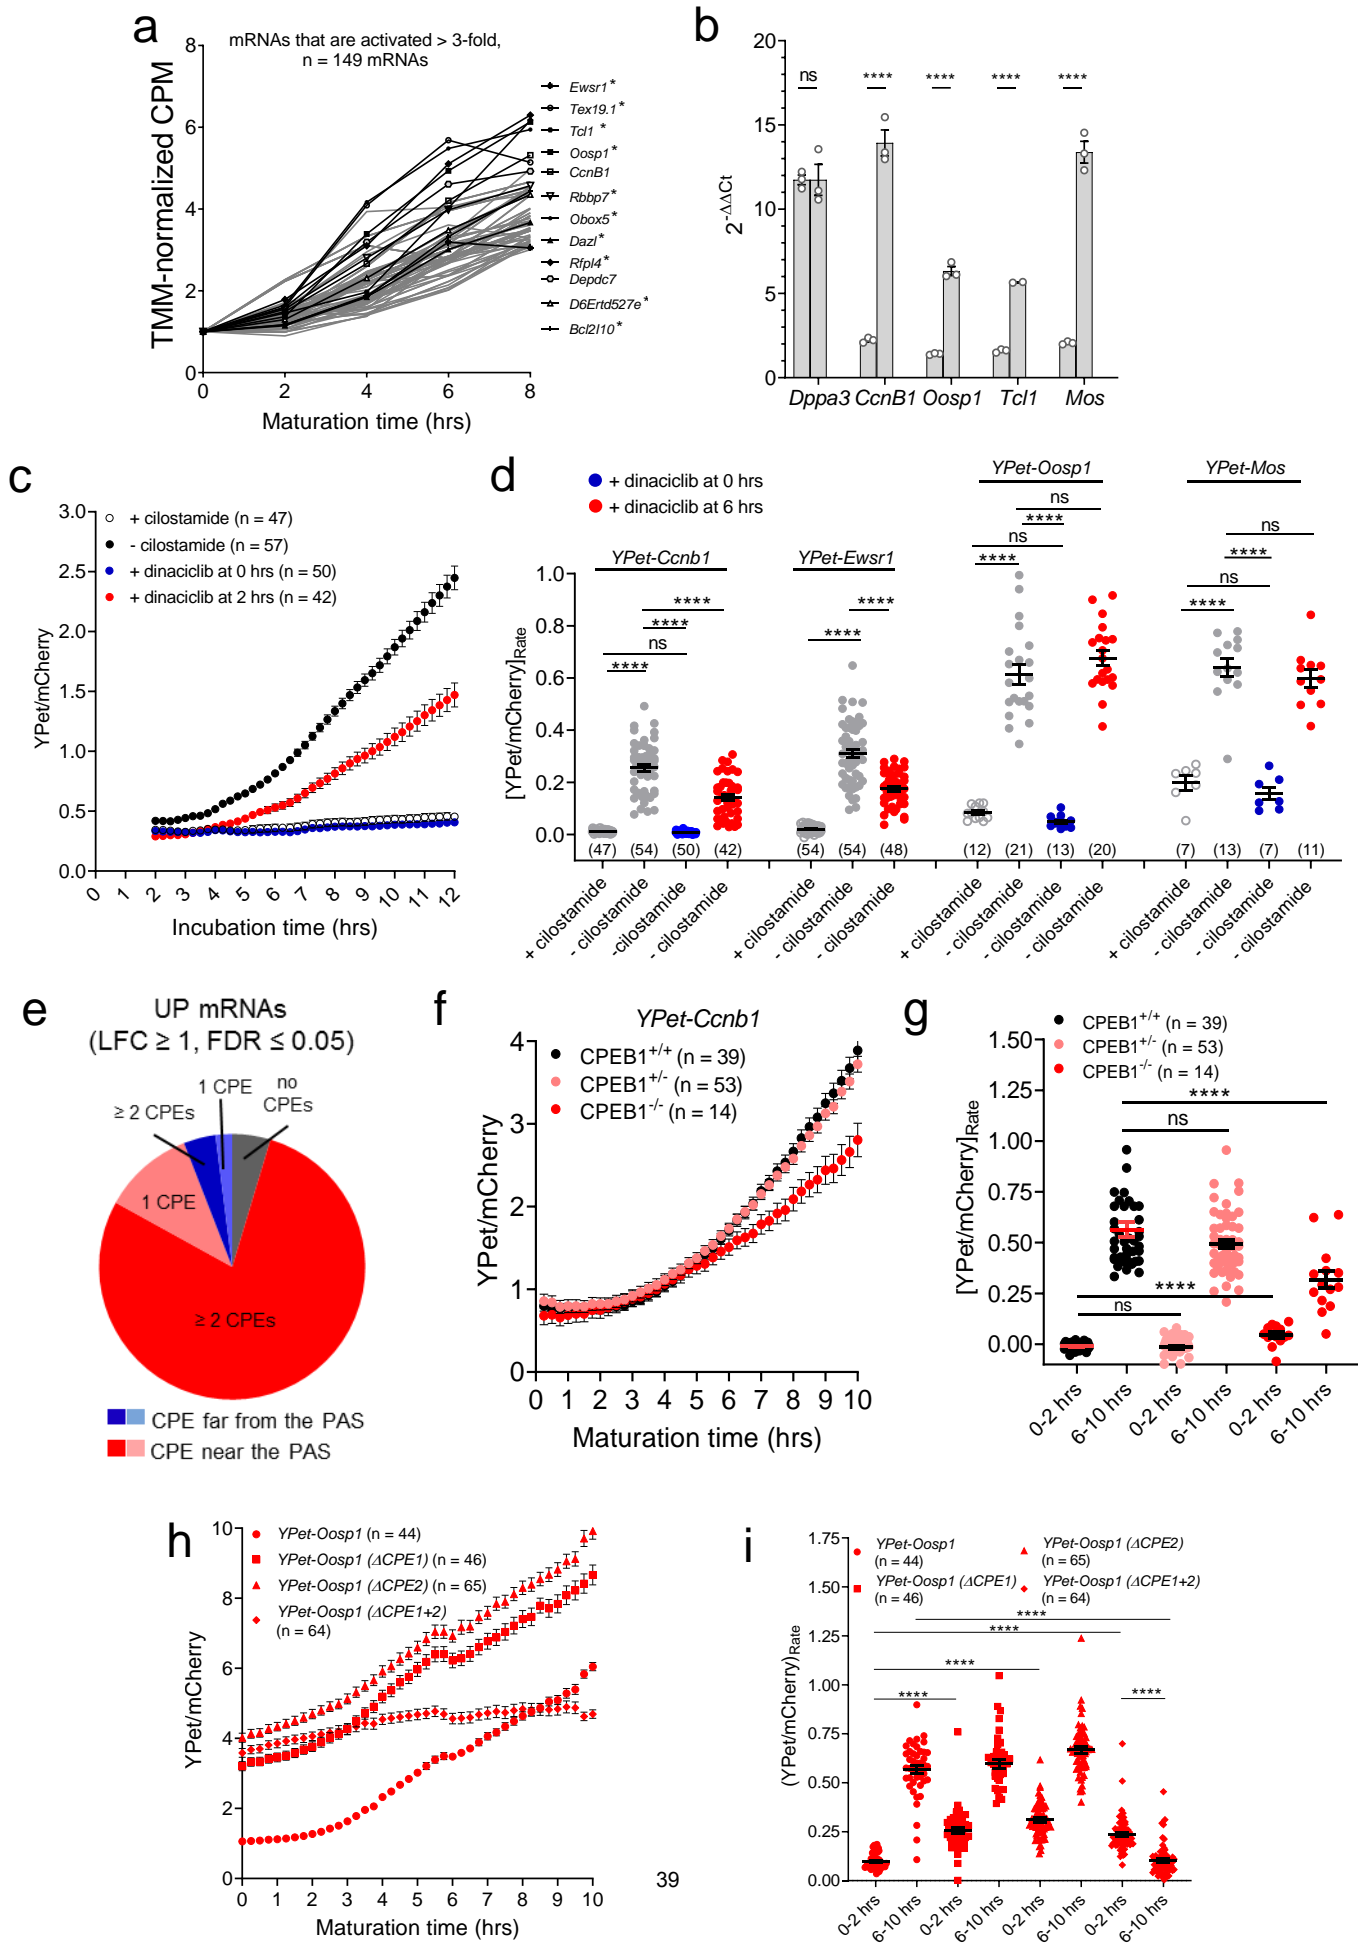 a
mRNAs that are activated > 3-fold,
n = 149 mRNAs
TMM-normalized CPM
8
6
4
2
0
0 2 4 6 8
Maturation time (hrs)
Ewsr1 *
Tex19.1 *
Tcl1 *
Oosp1 *
CcnB1
Rbbp7 *
Obox5 *
Dazl *
Rfpl4 *
Depdc7
D6Ertd527e *
Bcl2l10 *
b
2-ΔΔCt
20
15
10
5
0
ns **** **** **** ****
Dppa3 CcnB1 Oosp1 Tcl1 Mos
c
+ cilostamide (n = 47)
- cilostamide (n = 57)
+ dinaciclib at 0 hrs (n = 50)
+ dinaciclib at 2 hrs (n = 42)
YPet/mCherry
3.0
2.5
2.0
1.5
1.0
0.5
0.0
0 1 2 3 4 5 6 7 8 9 10 11 12
Incubation time (hrs)
d
+ dinaciclib at 0 hrs
+ dinaciclib at 6 hrs
YPet-Ccnb1
YPet-Ewsr1
YPet-Oosp1
YPet-Mos
**** ns **** ****
**** ****
**** ns **** ns
**** ns **** ns
[YPet/mCherry]Rate
1.0
0.8
0.6
0.4
0.2
0.0
(47) (54) (50) (42) (54) (54) (48) (12) (21) (13) (20) (7) (13) (7) (11)
+ cilostamide
- cilostamide
-cilostamide
- cilostamide
+ cilostamide
- cilostamide
- cilostamide
+ cilostamide
- cilostamide
- cilostamide
- cilostamide
+ cilostamide
- cilostamide
- cilostamide
- cilostamide
e
UP mRNAs
(LFC ≥ 1, FDR ≤ 0.05)
1 CPE
no
CPEs
≥ 2 CPEs
1 CPE
≥ 2 CPEs
CPE far from the PAS
CPE near the PAS
f
YPet-Ccnb1
CPEB1+/+ (n = 39)
CPEB1+/- (n = 53)
CPEB1-/- (n = 14)
YPet/mCherry
4
3
2
1
0
0 1 2 3 4 5 6 7 8 9 10
Maturation time (hrs)
g
CPEB1+/+ (n = 39)
CPEB1+/- (n = 53)
CPEB1-/- (n = 14)
[YPet/mCherry]Rate
1.50
1.25
1.00
0.75
0.50
0.25
0.00
****
ns
****
ns
0-2 hrs
6-10 hrs
0-2 hrs
6-10 hrs
0-2 hrs
6-10 hrs
h
YPet-Oosp1 (n = 44)
YPet-Oosp1 (ΔCPE1) (n = 46)
YPet-Oosp1 (ΔCPE2) (n = 65)
YPet-Oosp1 (ΔCPE1+2)
(n = 64)
YPet/mCherry
10
8
6
4
2
0
0 1 2 3 4 5 6 7 8 9 10
Maturation time (hrs)
i
YPet-Oosp1
(n = 44)
YPet-Oosp1 (ΔCPE1)
(n = 46)
YPet-Oosp1 (ΔCPE2)
(n = 65)
YPet-Oosp1 (ΔCPE1+2)
(n = 64)
(YPet/mCherry)Rate
1.75
1.50
1.25
1.00
0.75
0.50
0.25
0.00
****
****
****
****
****
0-2 hrs
6-10 hrs
0-2 hrs
6-10 hrs
0-2 hrs
6-10 hrs
0-2 hrs
6-10 hrs
39